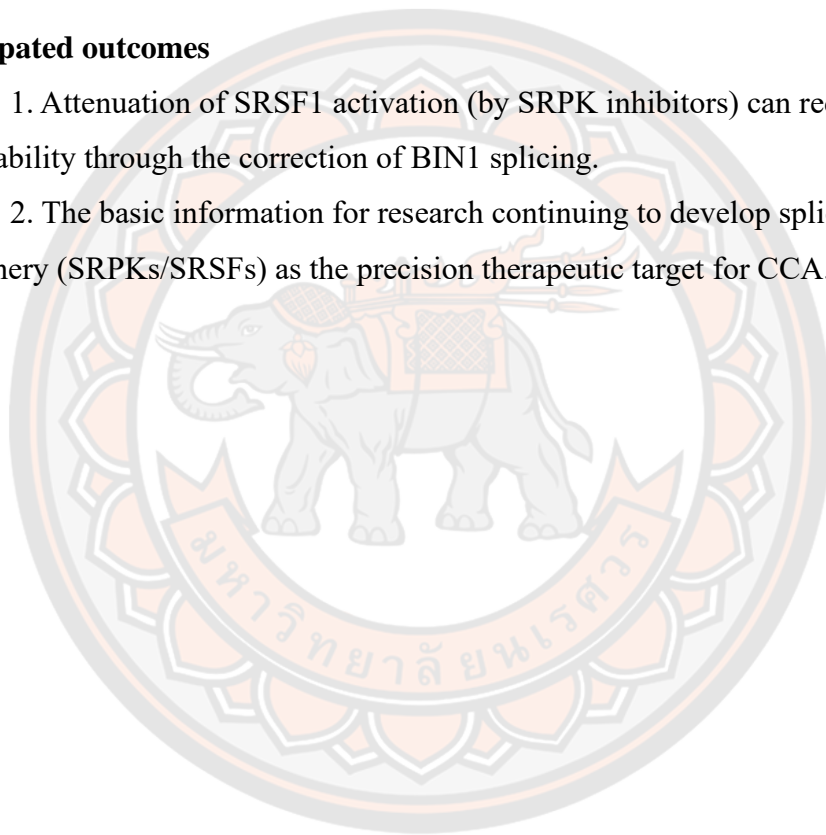 pated outcomes
1. Attenuation of SRSF1 activation (by SRPK inhibitors) can re
ability through the correction of BIN1 splicing.
2. The basic information for research continuing to develop spli
nery (SRPKs/SRSFs) as the precision therapeutic target for CCA.
มหาวิทยาลัยนเรศวร